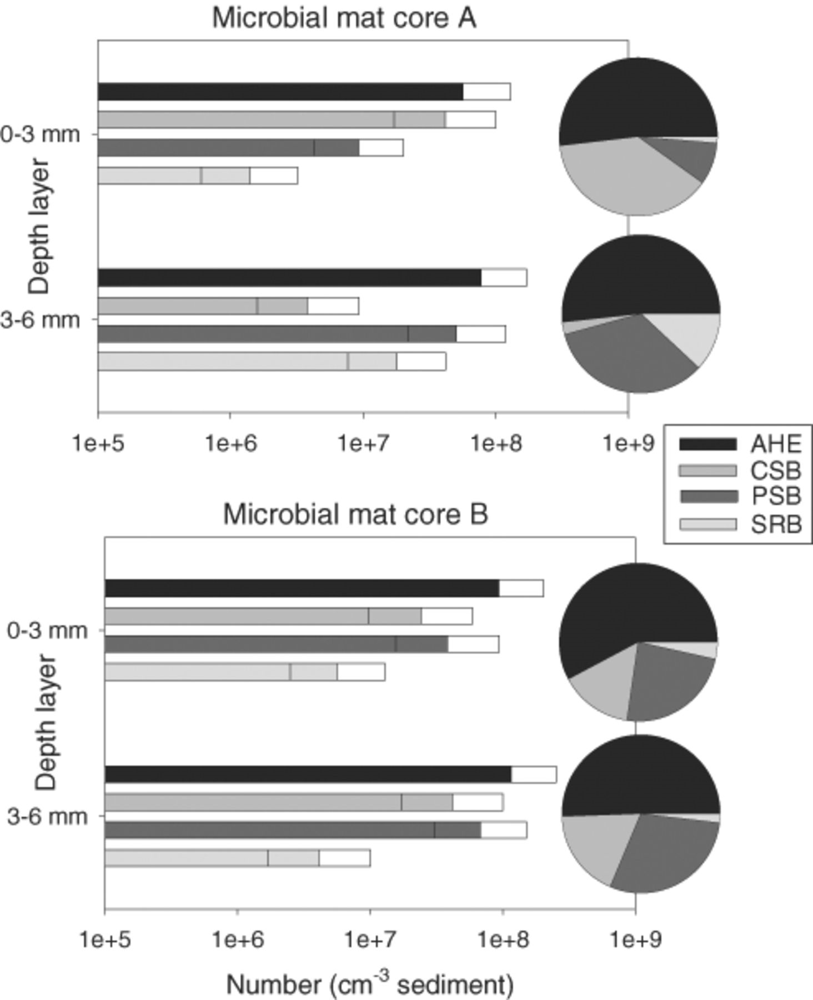 Microbial mat core A
0-3 mm
Depth layer
3-6 mm
1e+5 1e+6 1e+7 1e+8 1e+9
AHE
CSB
PSB
SRB
Microbial mat core B
0-3 mm
Depth layer
3-6 mm
1e+5 1e+6 1e+7 1e+8 1e+9
Number (cm⁻³ sediment)